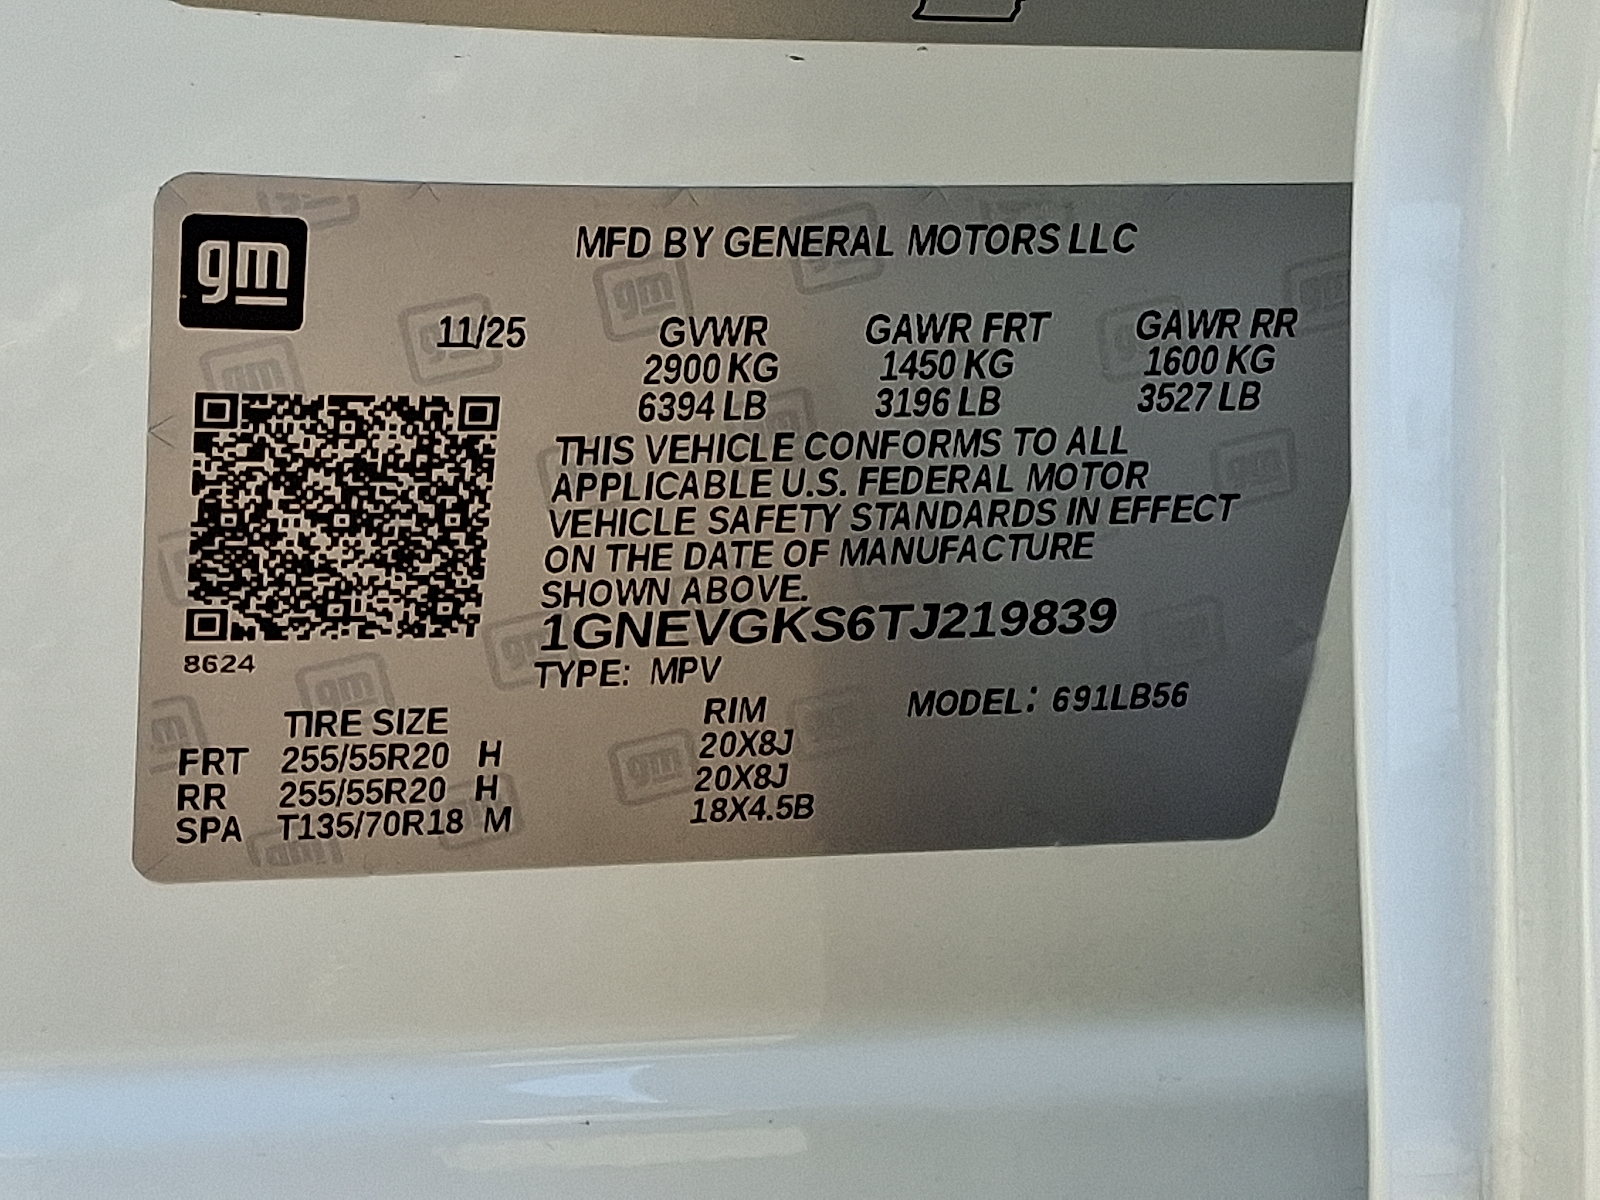 gm
MFD BY GENERAL MOTORS LLC
11/25 GVWR GAWR FRT GAWR RR
2900 KG 1450 KG 1600 KG
6394 LB 3196 LB 3527 LB
THIS VEHICLE CONFORMS TO ALL
APPLICABLE U.S. FEDERAL MOTOR
VEHICLE SAFETY STANDARDS IN EFFECT
ON THE DATE OF MANUFACTURE
SHOWN ABOVE.
1GNEVGKS6TJ219839
8624
TYPE: MPV
MODEL: 691LB56
TIRE SIZE RIM
FRT 255/55R20 H 20X8J
RR 255/55R20 H 20X8J
SPA T135/70R18 M 18X4.5B